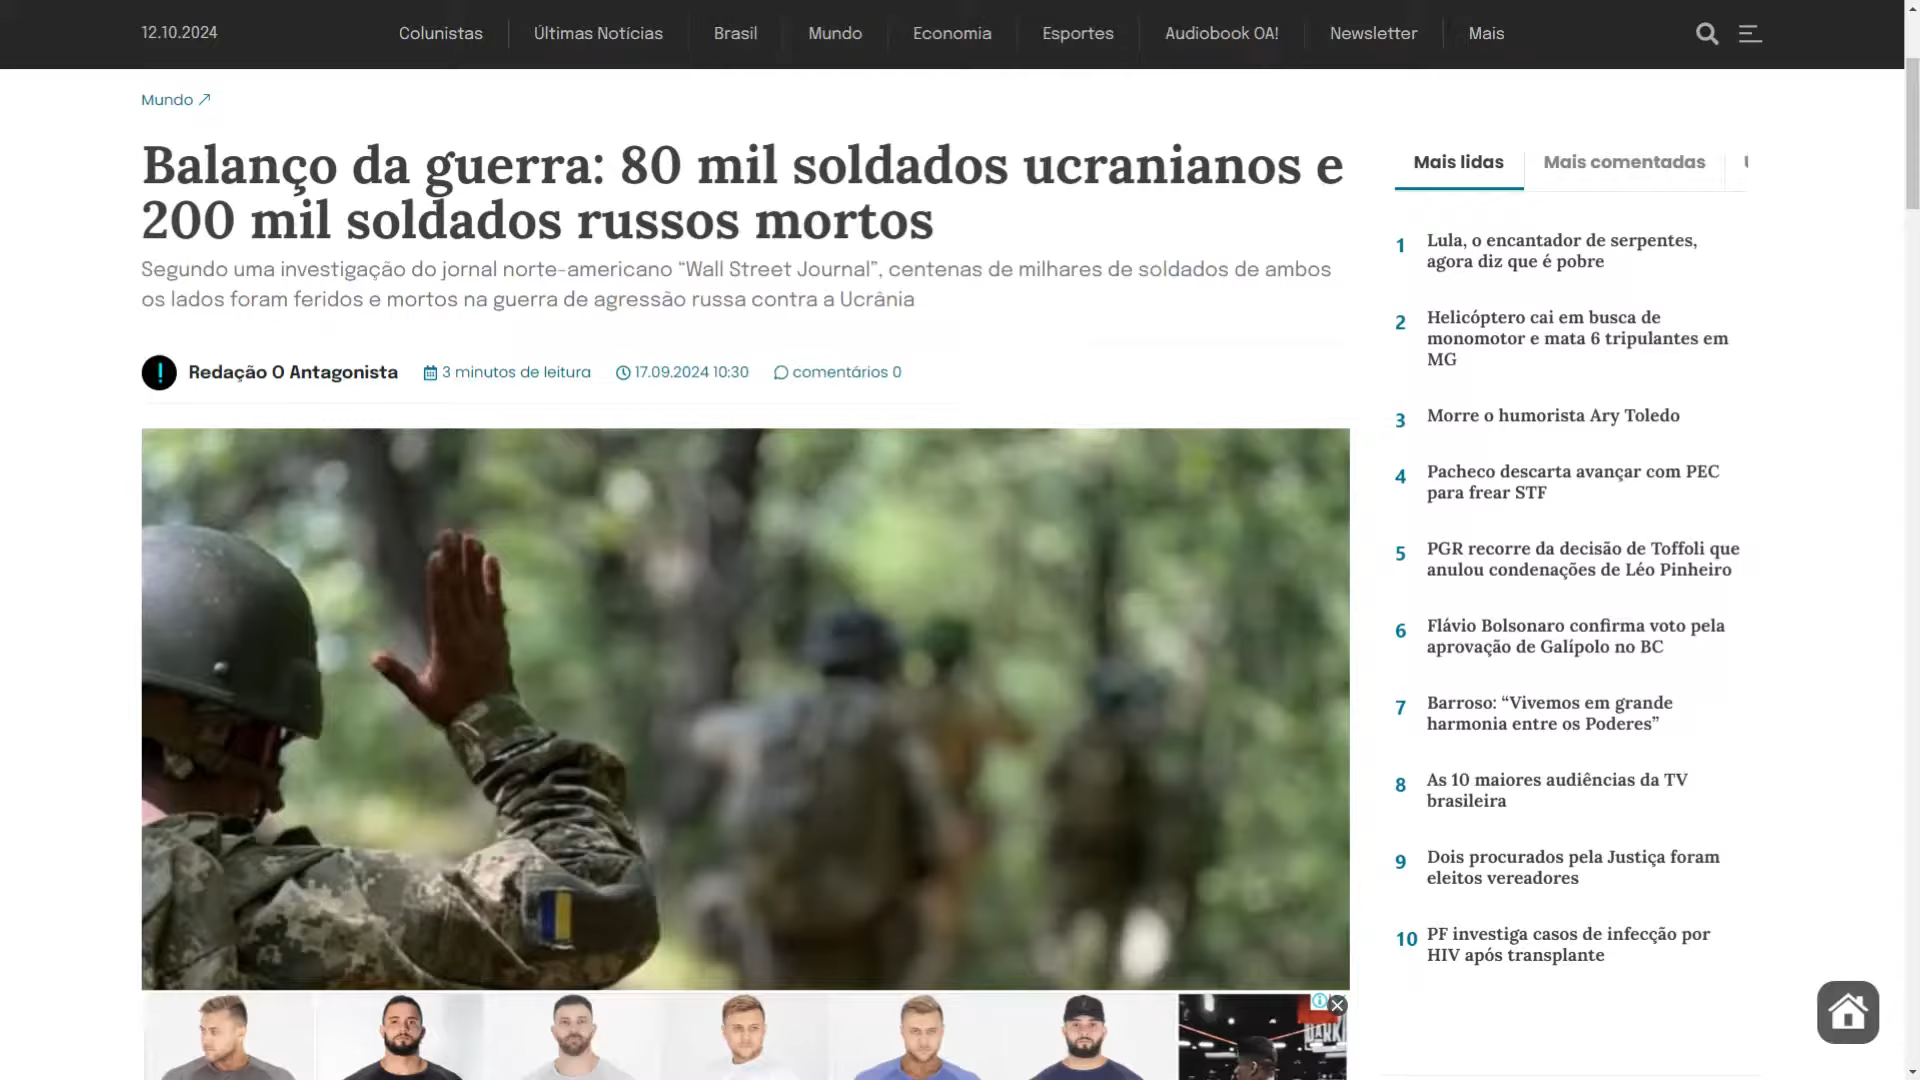 12.10.2024
Colunistas
Últimas Notícias
Brasil
Mundo
Economia
Esportes
Audiobook OA!
Newsletter
Mais
Mundo
Balanço da guerra: 80 mil soldados ucranianos e
200 mil soldados russos mortos
Segundo uma investigação do jornal norte-americano “Wall Street Journal”, centenas de milhares de soldados de ambos
os lados foram feridos e mortos na guerra de agressão russa contra a Ucrânia
Redação O Antagonista
3 minutos de leitura
17.09.2024 10:30
comentários 0
Mais lidas
Mais comentadas
1 Lula, o encantador de serpentes,
agora diz que é pobre
2 Helicóptero cai em busca de
monomotor e mata 6 tripulantes em
MG
3 Morre o humorista Ary Toledo
4 Pacheco descarta avançar com PEC
para frear STF
5 PGR recorre da decisão de Toffoli que
anulou condenações de Léo Pinheiro
6 Flávio Bolsonaro confirma voto pela
aprovação de Galípolo no BC
7 Barroso: “Vivemos em grande
harmonia entre os Poderes”
8 As 10 maiores audiências da TV
brasileira
9 Dois procurados pela Justiça foram
eleitos vereadores
10 PF investiga casos de infecção por
HIV após transplante